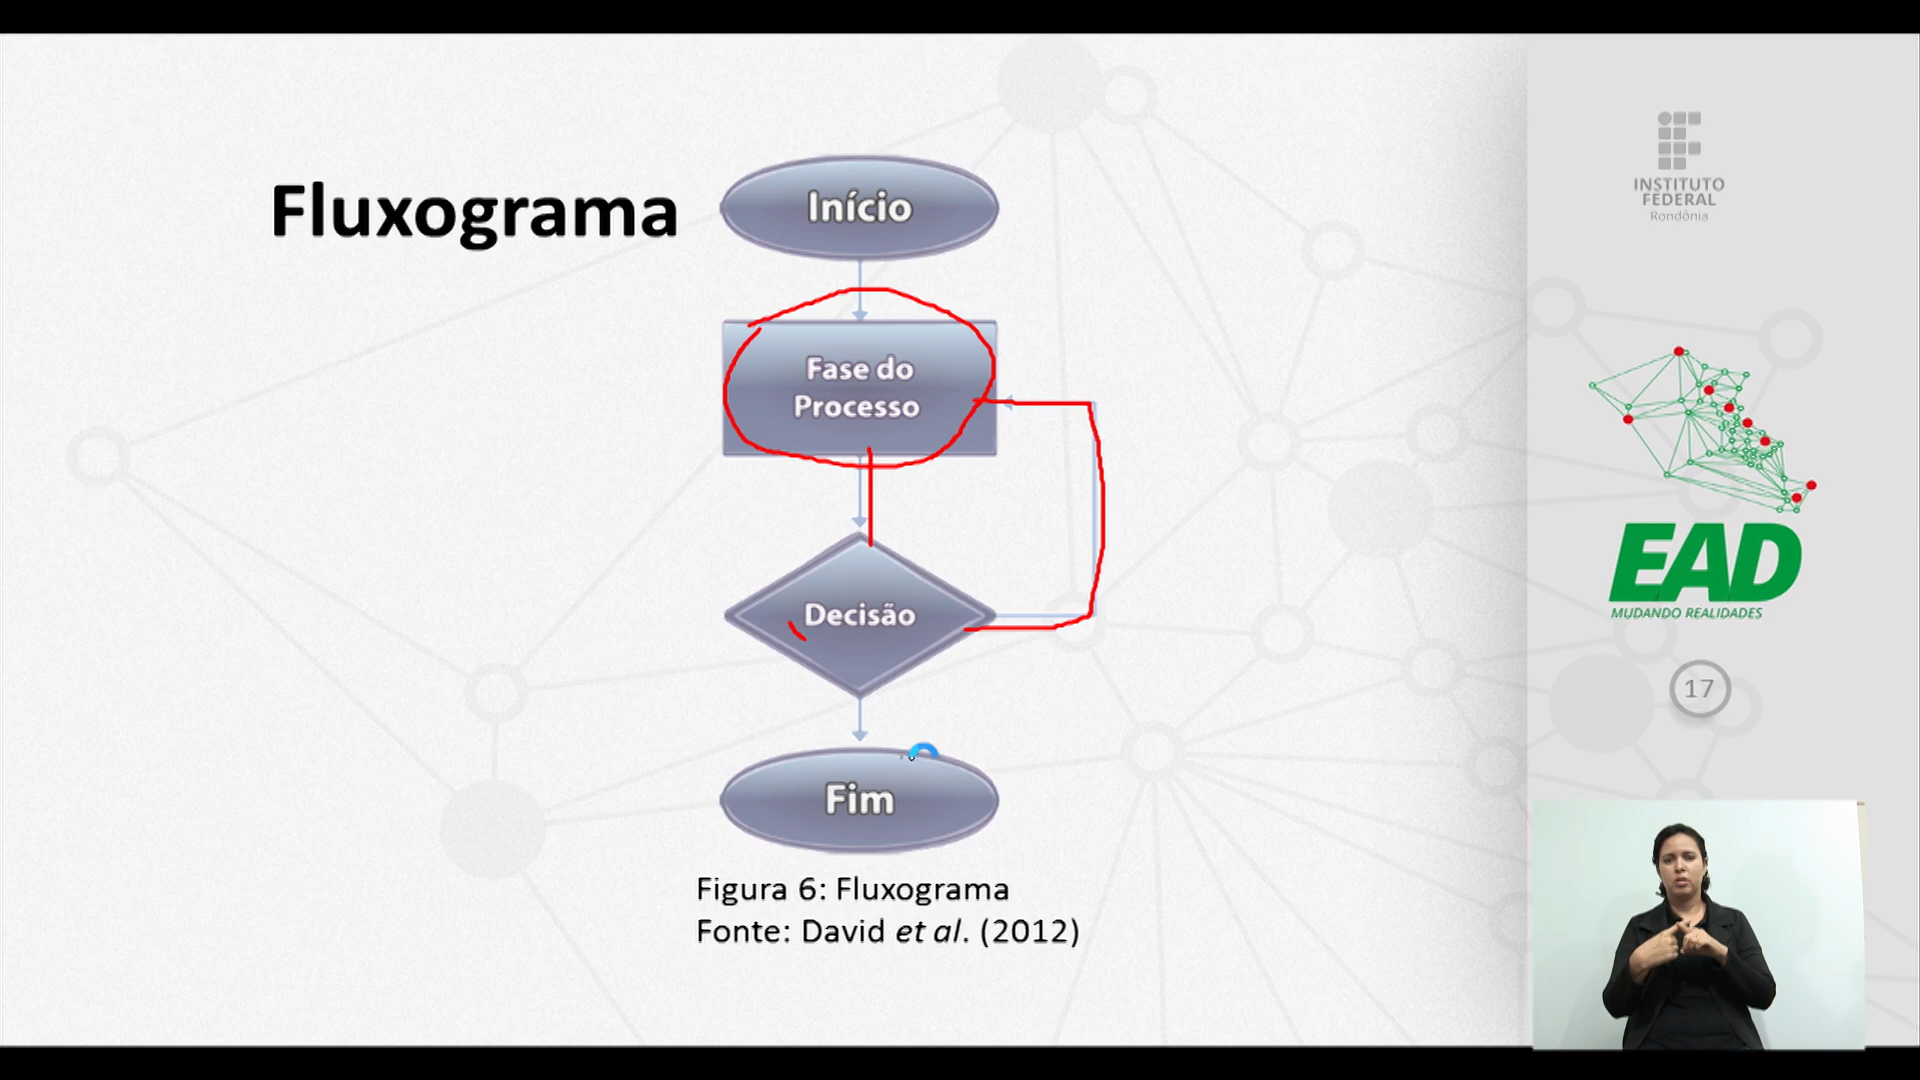 Fluxograma
Início
Fase do
Processo
Decisão
Fim
Figura 6: Fluxograma
Fonte: David et al. (2012)
INSTITUTO
FEDERAL
Rondônia
EAD
MUDANDO REALIDADES
17